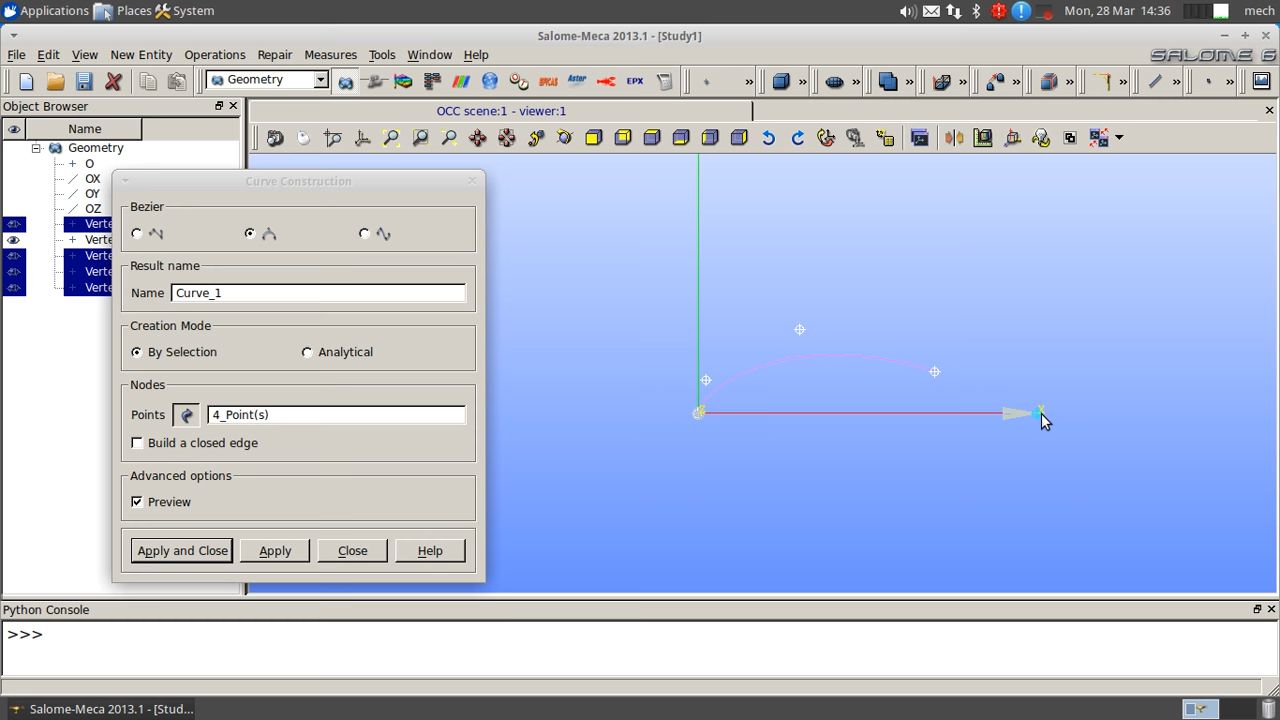 Applications Places System Mon, 28 Mar 14:36 mech
Salome-Meca 2013.1 - [Study1]
File Edit View New Entity Operations Repair Measures Tools Window Help
SALOME 6
Geometry EFICAS Aster EPX
Object Browser
OCC scene:1 - viewer:1
Name
Geometry
O
OX
OY
OZ
Verte
Verte
Verte
Verte
Verte
Curve Construction
Bezier
Result name
Name Curve_1
Creation Mode
By Selection Analytical
Nodes
Points 4_Point(s)
Build a closed edge
Advanced options
Preview
Apply and Close Apply Close Help
X
Python Console
>>>
Salome-Meca 2013.1 - [Stud...